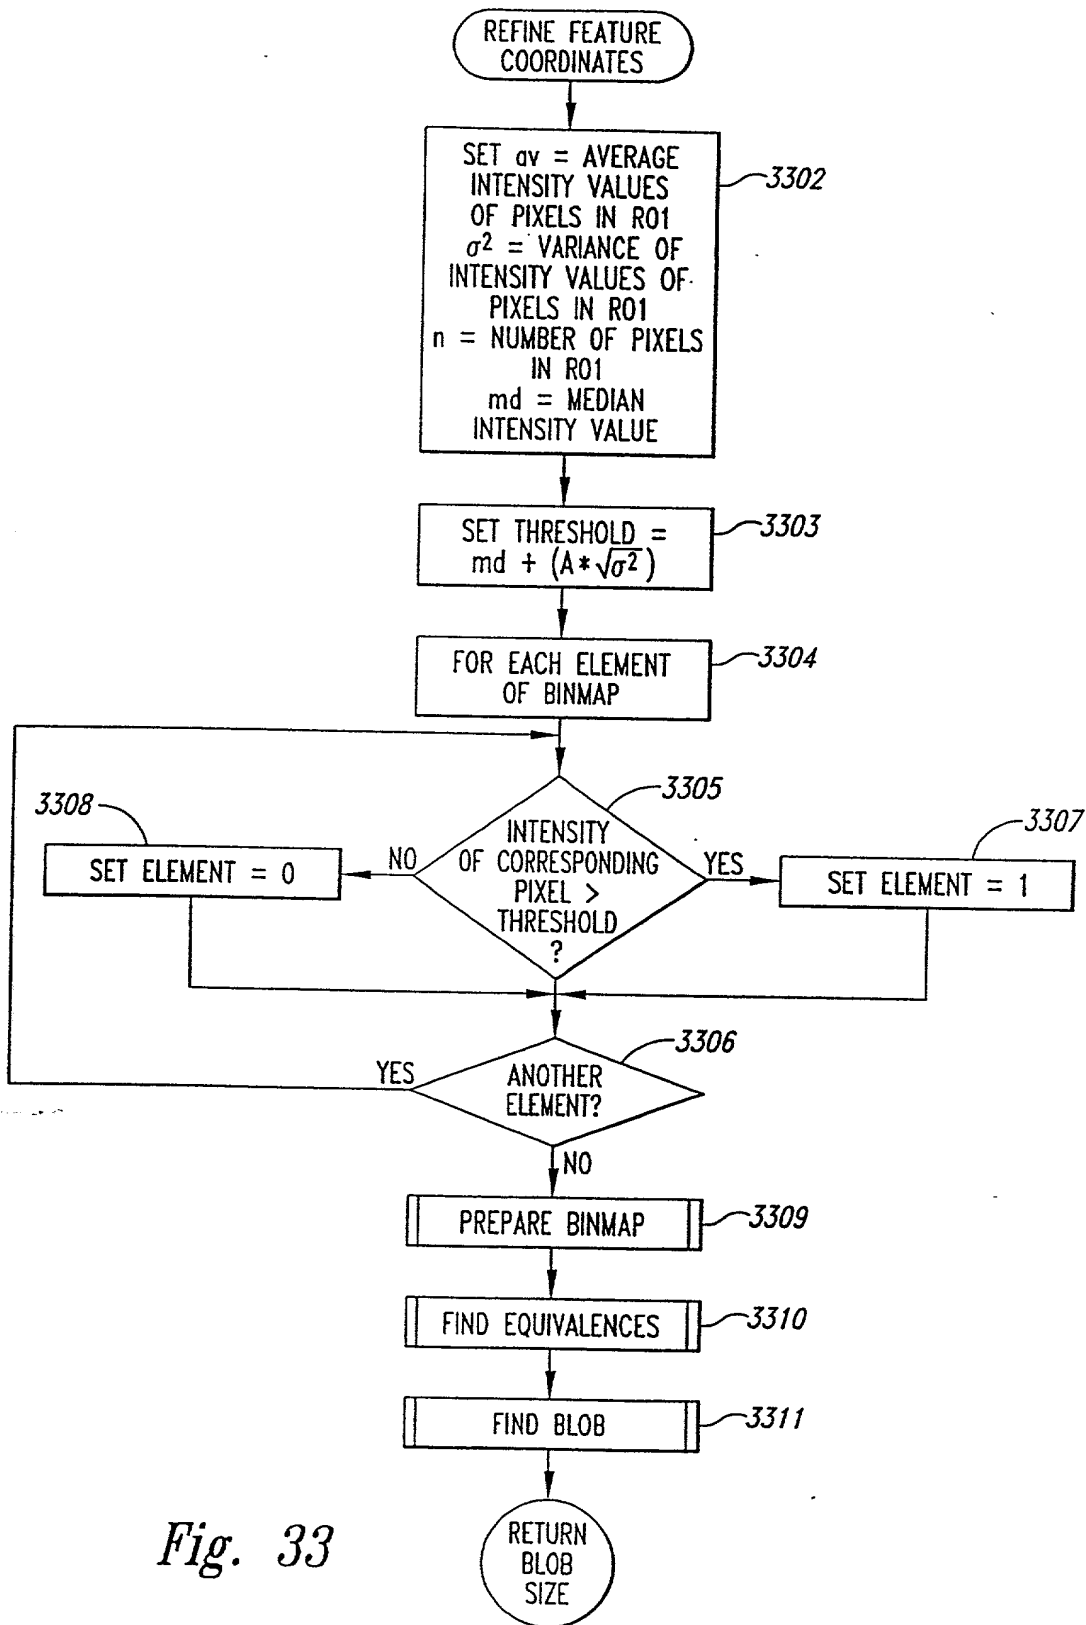 REFINE FEATURE
COORDINATES
SET av = AVERAGE
INTENSITY VALUES
OF PIXELS IN R01
σ² = VARIANCE OF
INTENSITY VALUES OF
PIXELS IN R01
n = NUMBER OF PIXELS
IN R01
md = MEDIAN
INTENSITY VALUE
3302
SET THRESHOLD =
md + (A*√σ²)
3303
FOR EACH ELEMENT
OF BINMAP
3304
3305
INTENSITY
OF CORRESPONDING
PIXEL >
THRESHOLD
?
NO
YES
3308
SET ELEMENT = 0
3307
SET ELEMENT = 1
3306
ANOTHER
ELEMENT?
YES
NO
PREPARE BINMAP
3309
FIND EQUIVALENCES
3310
FIND BLOB
3311
RETURN
BLOB
SIZE
Fig. 33